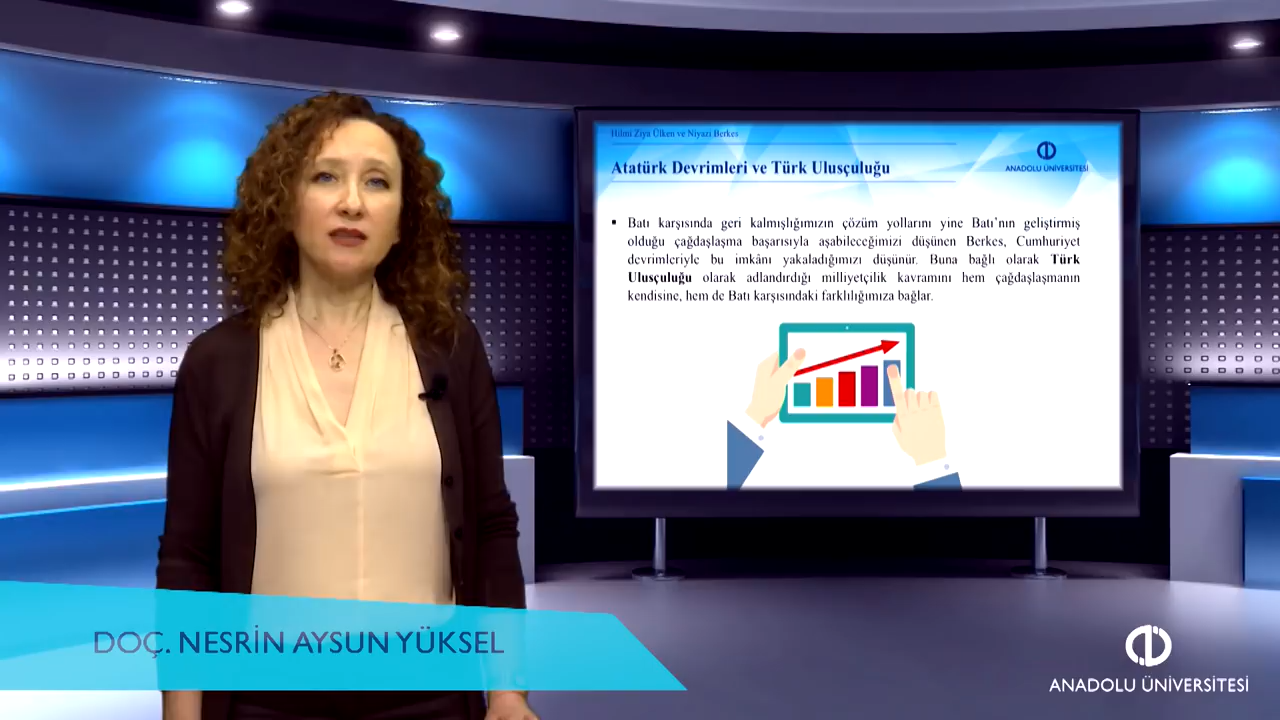 Hilmi Ziya Ülken ve Niyazi Berkes
Atatürk Devrimleri ve Türk Ulusçuluğu
ANADOLU ÜNİVERSİTESİ
▪ Batı karşısında geri kalmışlığımızın çözüm yollarını yine Batı’nın geliştirmiş
olduğu çağdaşlaşma başarısıyla aşabileceğimizi düşünen Berkes, Cumhuriyet
devrimleriyle bu imkânı yakaladığımızı düşünür. Buna bağlı olarak Türk
Ulusçuluğu olarak adlandırdığı milliyetçilik kavramını hem çağdaşlaşmanın
kendisine, hem de Batı karşısındaki farklılığımıza bağlar.
DOÇ. NESRİN AYSUN YÜKSEL
ANADOLU ÜNİVERSİTESİ